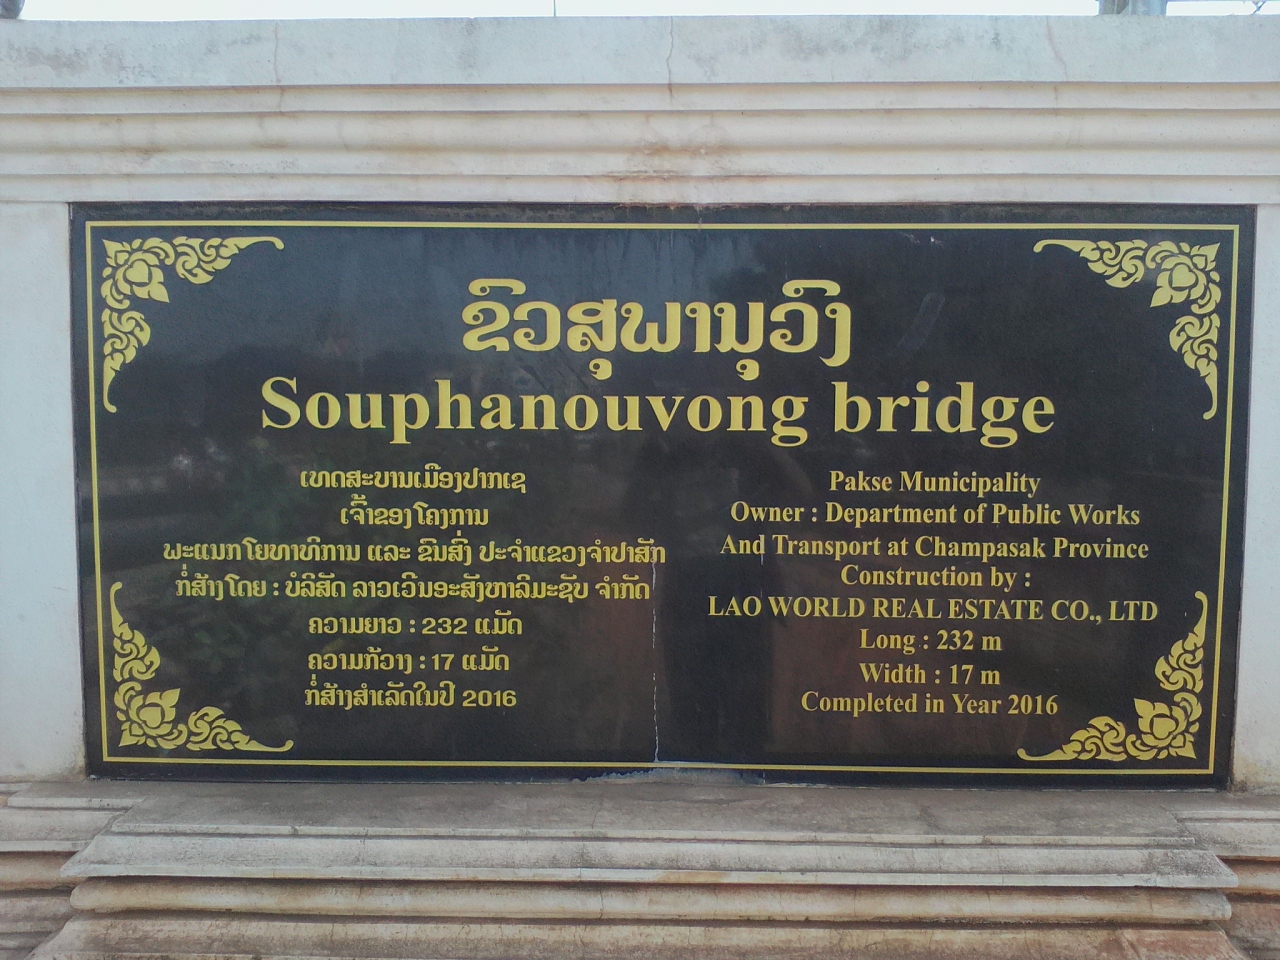 ຂົວສຸພານຸວົງ
Souphanouvong bridge
ເທດສະບານເມືອງປາກເຊ
ເຈົ້າຂອງໂຄງການ
ພະແນກໂຍທາທິການ ແລະ ຂົນສົ່ງ ປະຈຳແຂວງຈຳປາສັກ
ກໍ່ສ້າງໂດຍ : ບໍລິສັດ ລາວເວີນອະສັງຫາລິມະຊັບ ຈຳກັດ
ຄວາມຍາວ : 232 ແມັດ
ຄວາມກ້ວາງ : 17 ແມັດ
ກໍ່ສ້າງສຳເລັດໃນປີ 2016
Pakse Municipality
Owner : Department of Public Works
And Transport at Champasak Province
Construction by :
LAO WORLD REAL ESTATE CO., LTD
Long : 232 m
Width : 17 m
Completed in Year 2016